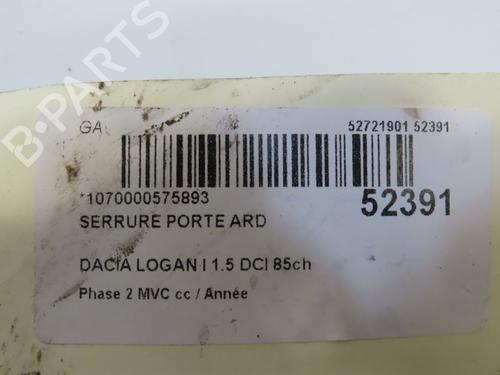 GA 52721901 52391
*1070000575893 52391
SERRURE PORTE ARD
DACIA LOGAN I 1.5 DCI 85ch
Phase 2 MVC cc / Année
B-PARTS